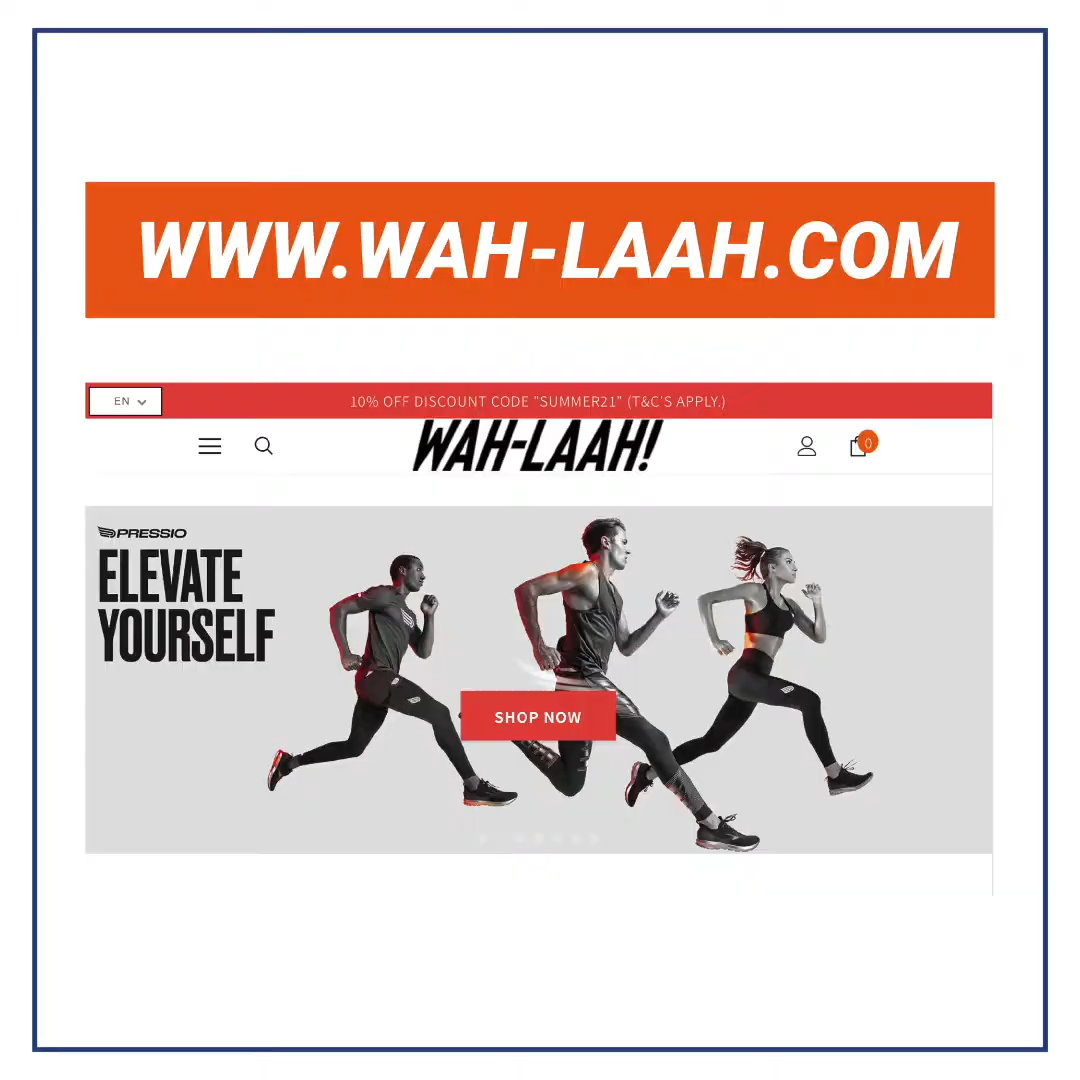 WWW.WAH-LAAH.COM
EN
10% OFF DISCOUNT CODE "SUMMER21" (T&C'S APPLY.)
WAH-LAAH!
0
PRESSIO
ELEVATE
YOURSELF
SHOP NOW